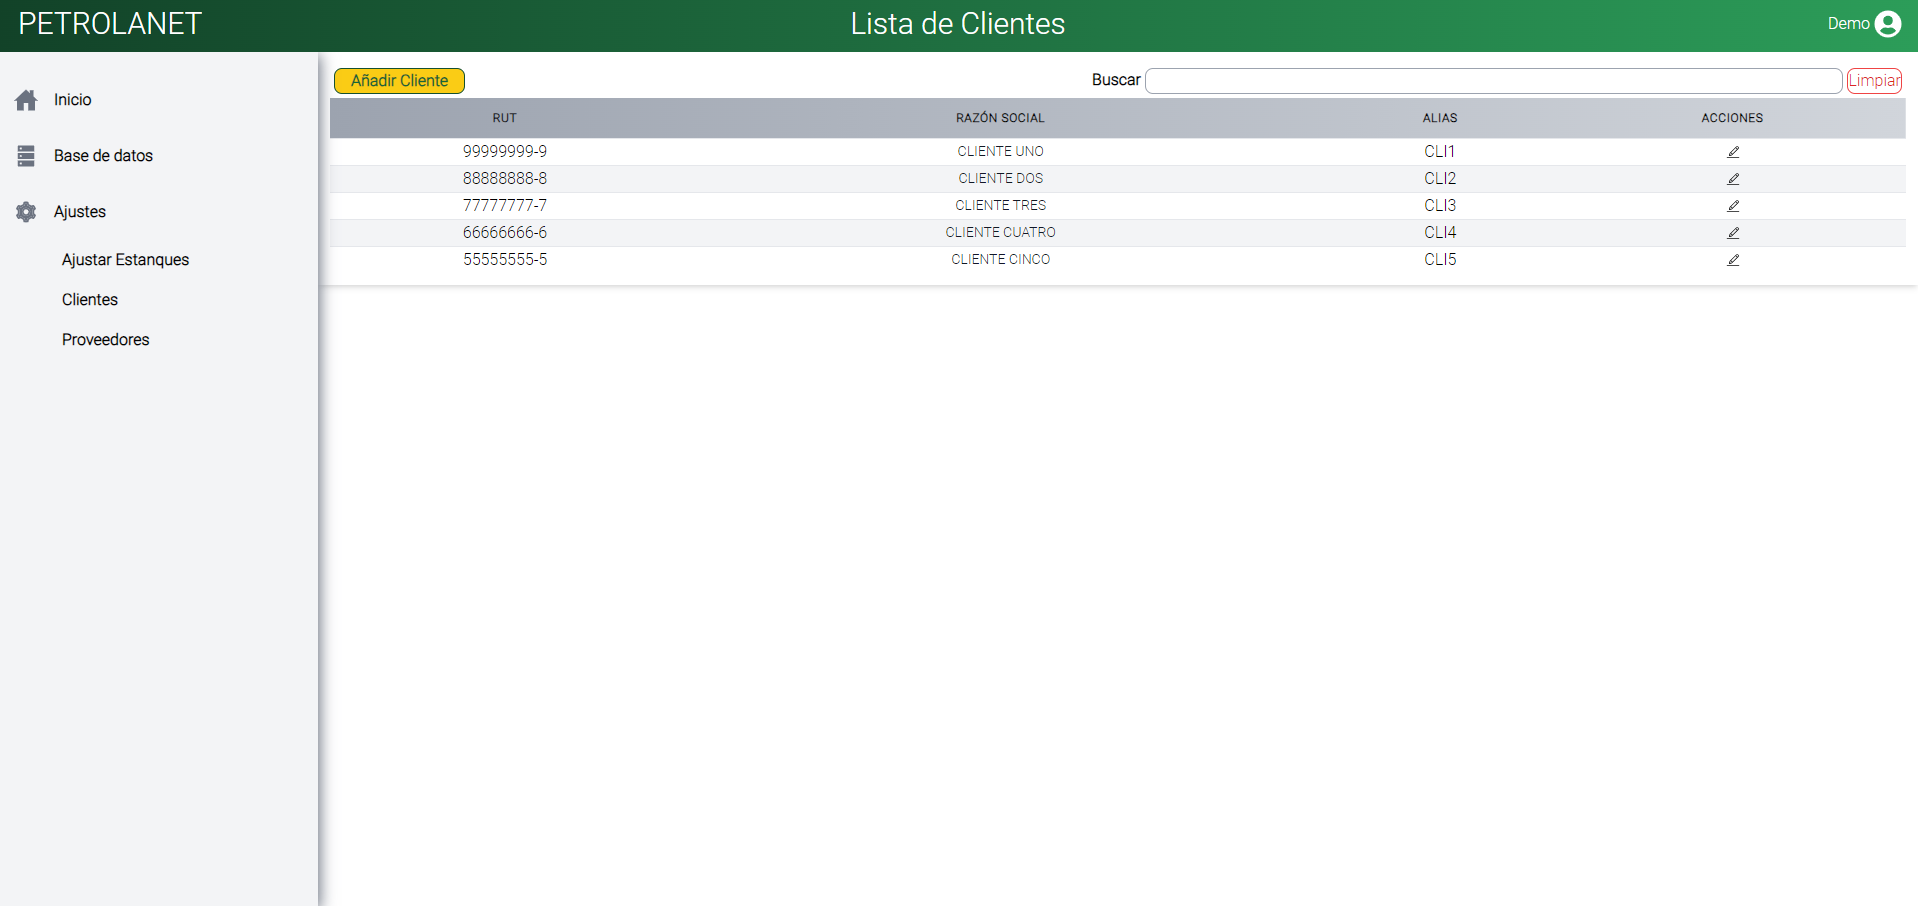 PETROLANET
Lista de Clientes
Demo
Inicio
Base de datos
Ajustes
Ajustar Estanques
Clientes
Proveedores
Añadir Cliente
Buscar
Limpiar
RUT RAZÓN SOCIAL ALIAS ACCIONES
99999999-9 CLIENTE UNO CLI1
88888888-8 CLIENTE DOS CLI2
77777777-7 CLIENTE TRES CLI3
66666666-6 CLIENTE CUATRO CLI4
55555555-5 CLIENTE CINCO CLI5